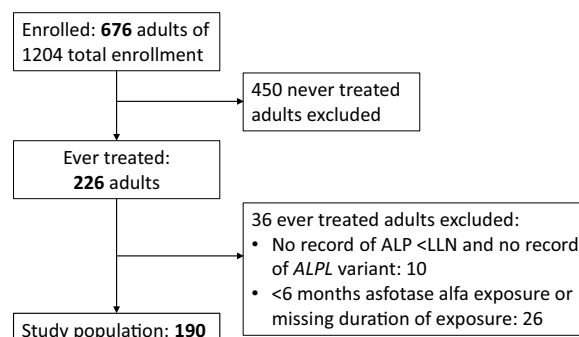 Enrolled: 676 adults of
1204 total enrollment
450 never treated
adults excluded
Ever treated:
226 adults
36 ever treated adults excluded:
• No record of ALP <LLN and no record
of ALPL variant: 10
• <6 months asfotase alfa exposure or
missing duration of exposure: 26
Study population: 190